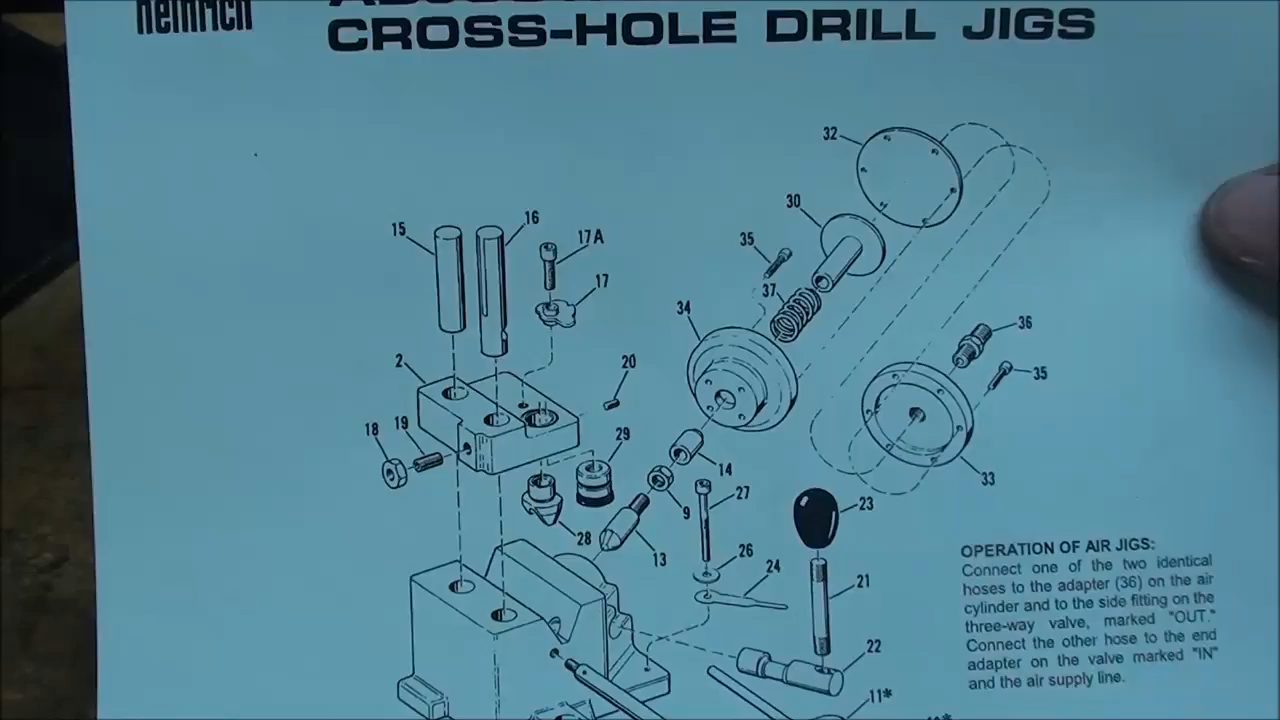 heinrich
CROSS-HOLE DRILL JIGS
32
30
16
15
35
17A
17
37
34
36
2
20
35
19
29
18
14
33
27
9
23
28
13
26
24
21
22
11*
OPERATION OF AIR JIGS:
Connect one of the two identical
hoses to the adapter (36) on the air
cylinder and to the side fitting on the
three-way valve, marked "OUT."
Connect the other hose to the end
adapter on the valve marked "IN"
and the air supply line.